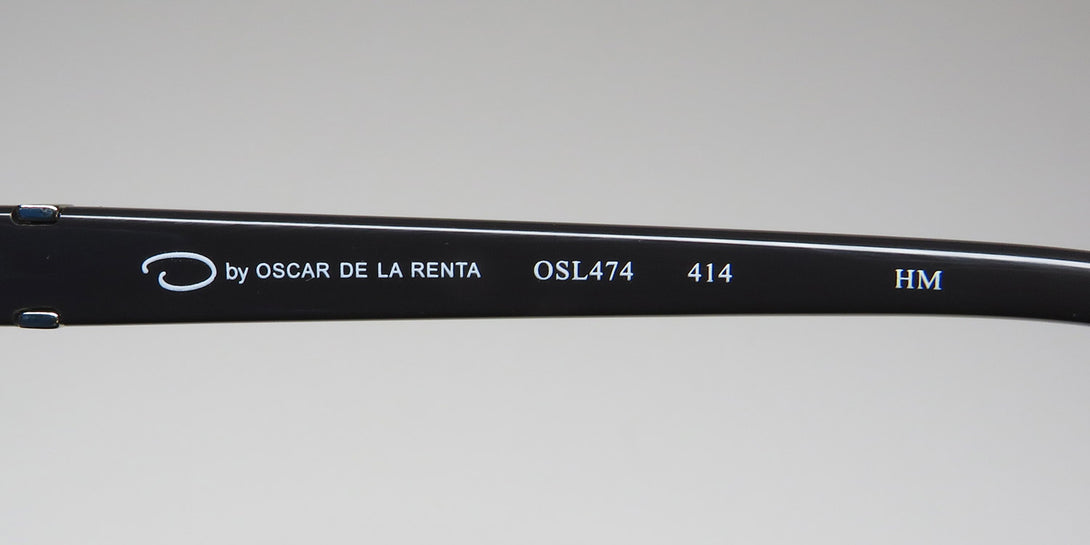 by OSCAR DE LA RENTA OSL474 414 HM